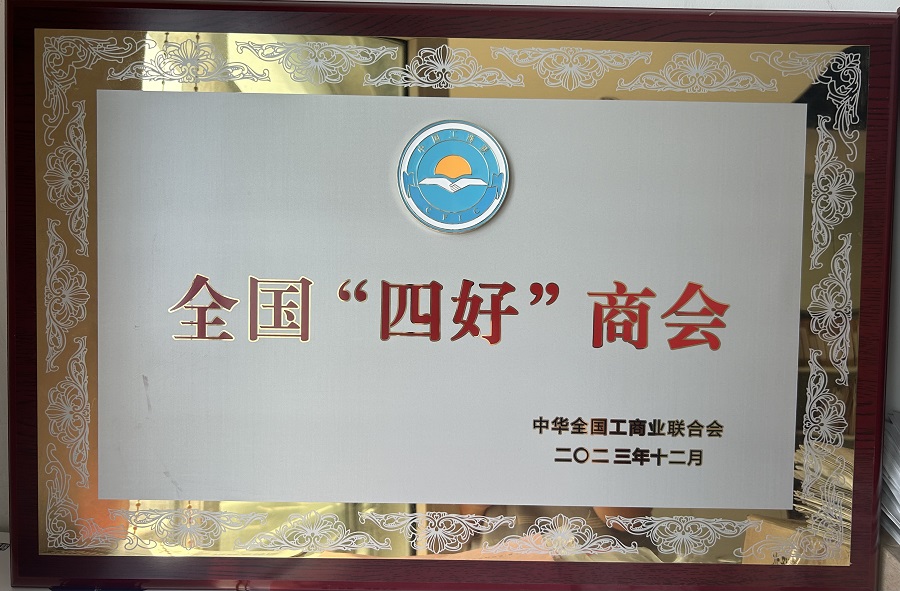 全国“四好”商会
中华全国工商业联合会
二〇二三年十二月